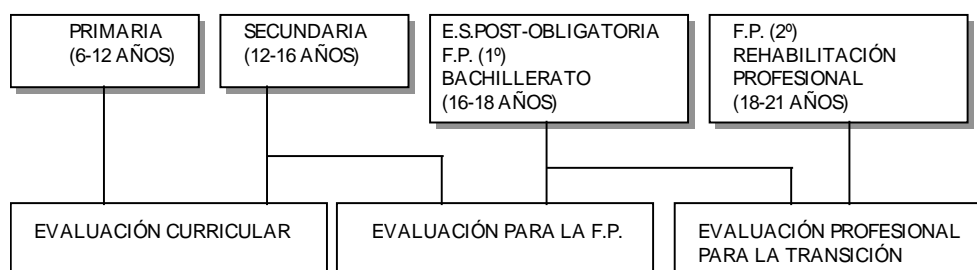 PRIMARIA
(6-12 AÑOS)
SECUNDARIA
(12-16 AÑOS)
E.S.POST-OBLIGATORIA
F.P. (1º)
BACHILLERATO
(16-18 AÑOS)
F.P. (2º)
REHABILITACIÓN
PROFESIONAL
(18-21 AÑOS)
EVALUACIÓN CURRICULAR
EVALUACIÓN PARA LA F.P.
EVALUACIÓN PROFESIONAL
PARA LA TRANSICIÓN